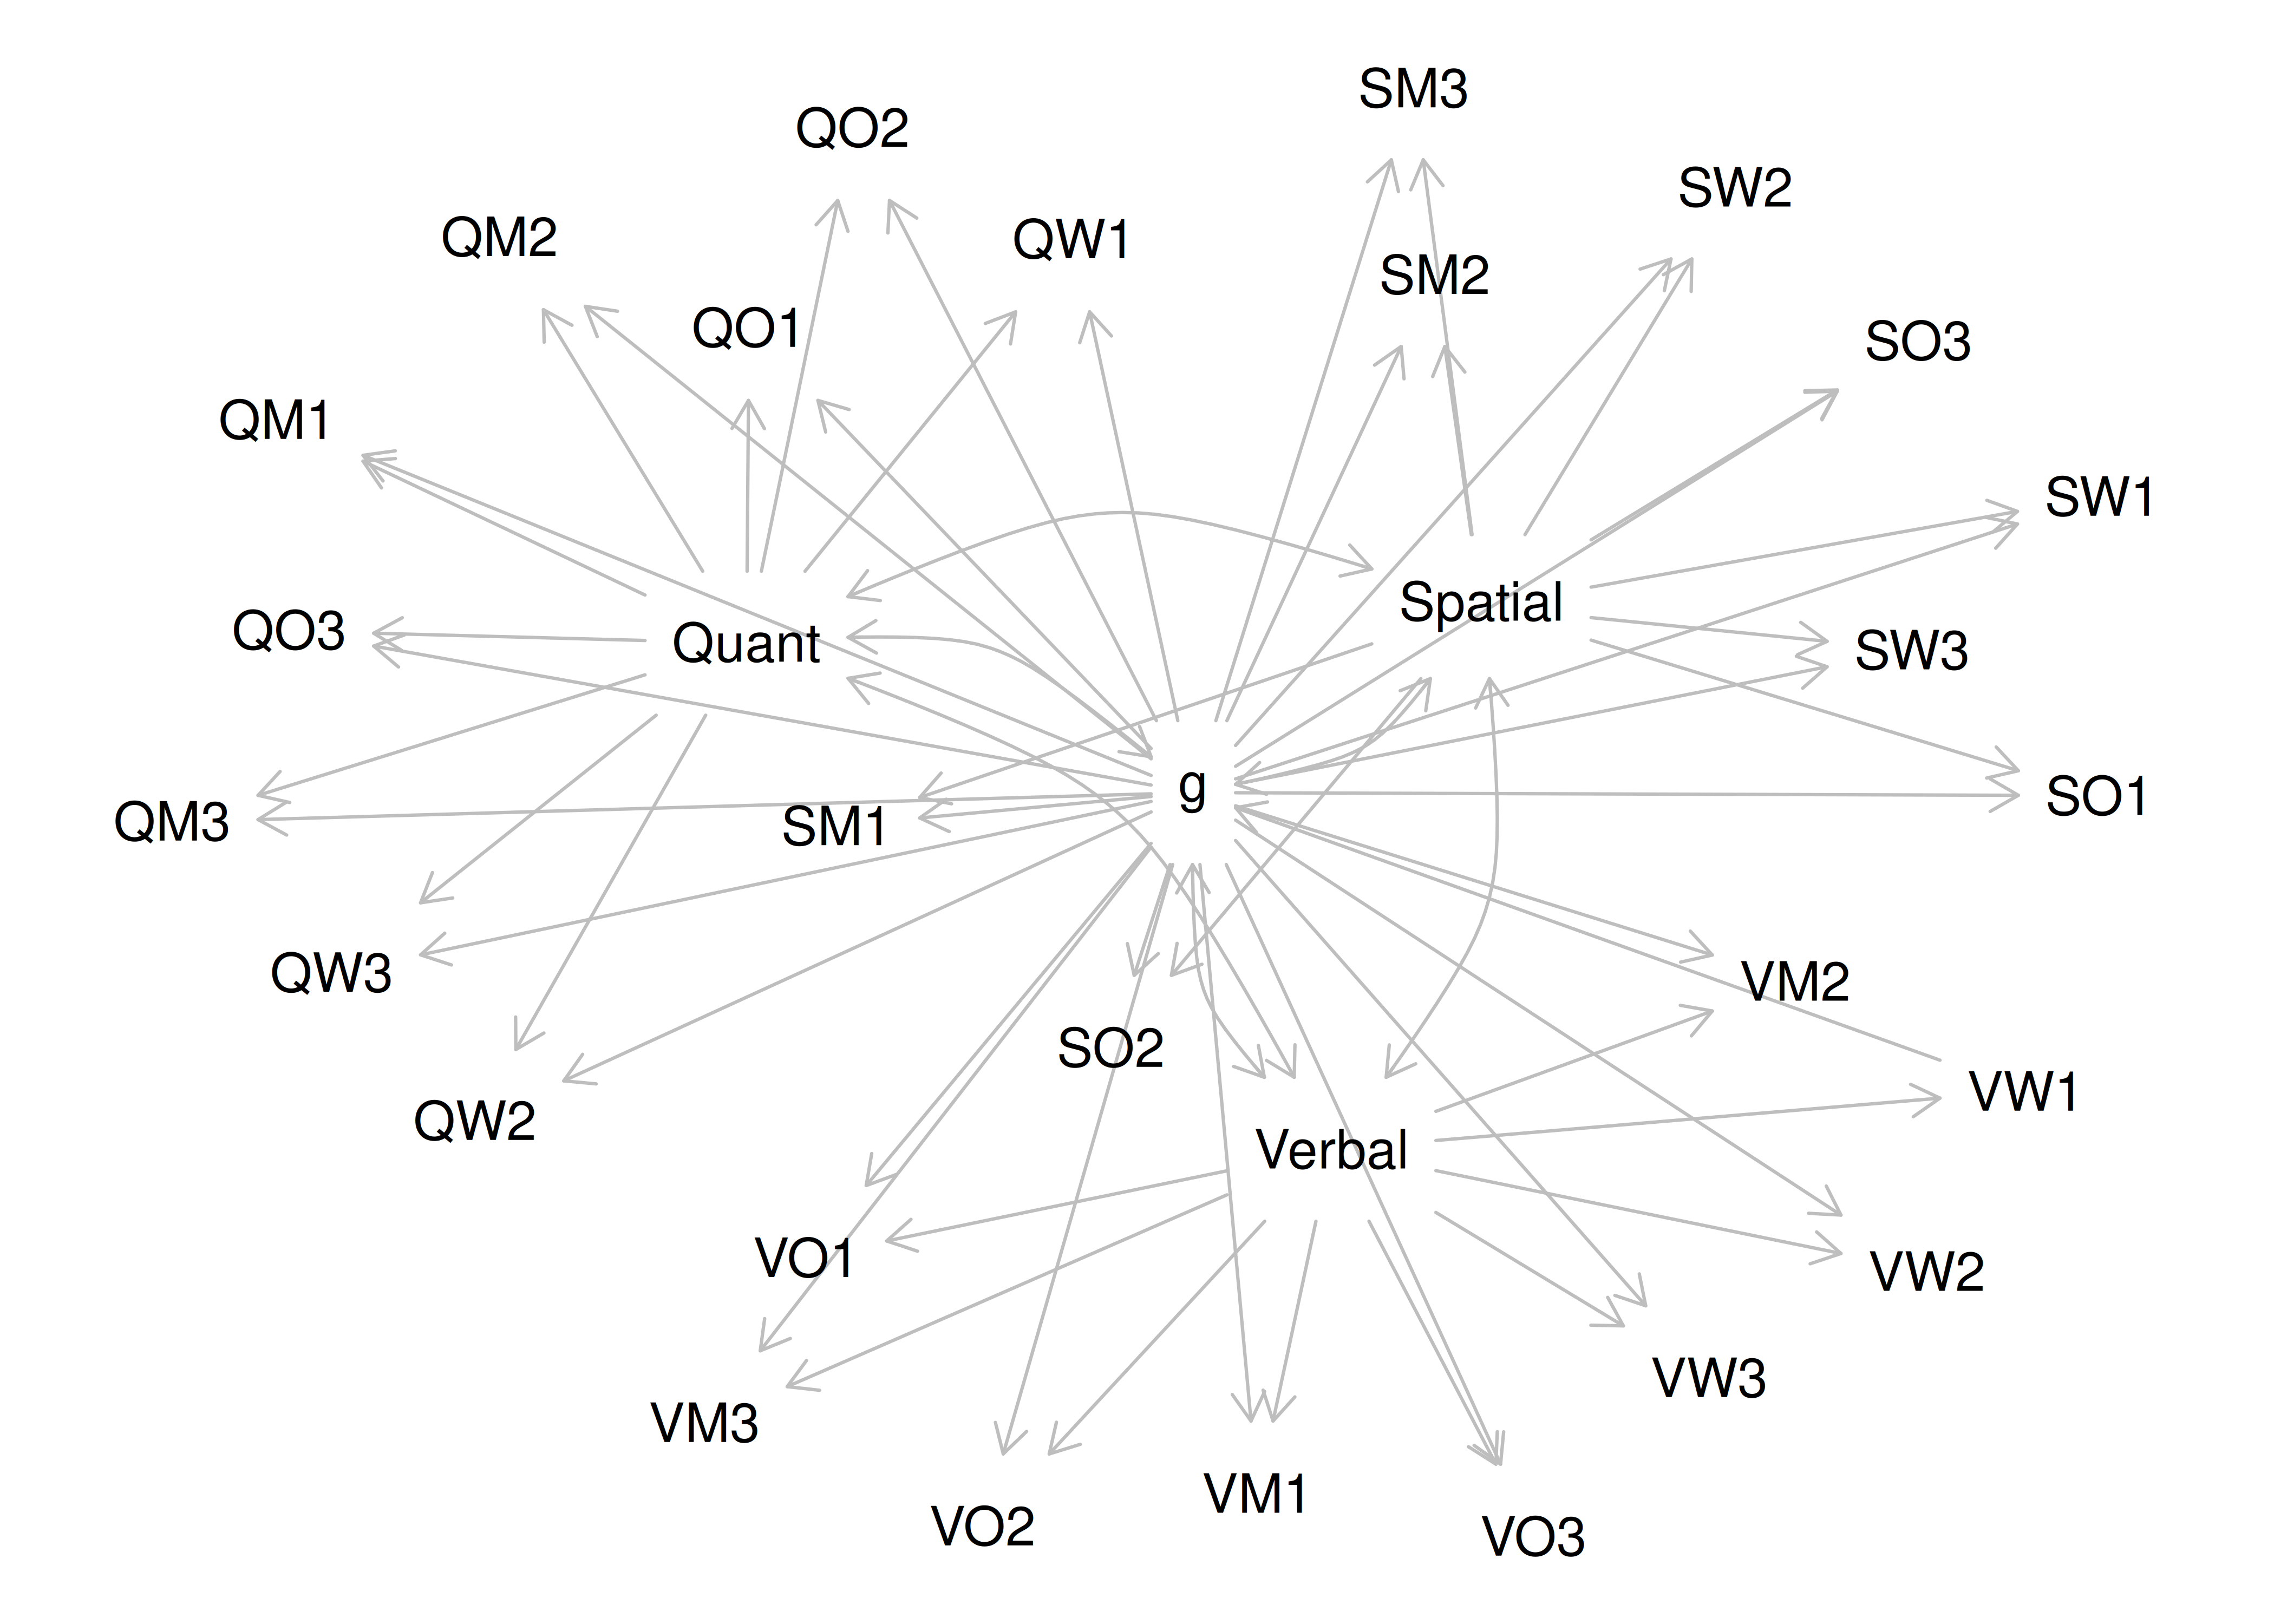 SM3
QO2
SW2
QM2
QW1
SM2
QO1
SO3
QM1
SW1
Spatial
QO3
Quant
SW3
g
SO1
QM3
SM1
QW3
VM2
SO2
VW1
QW2
Verbal
VO1
VW2
VW3
VM3
VM1
VO2
VO3